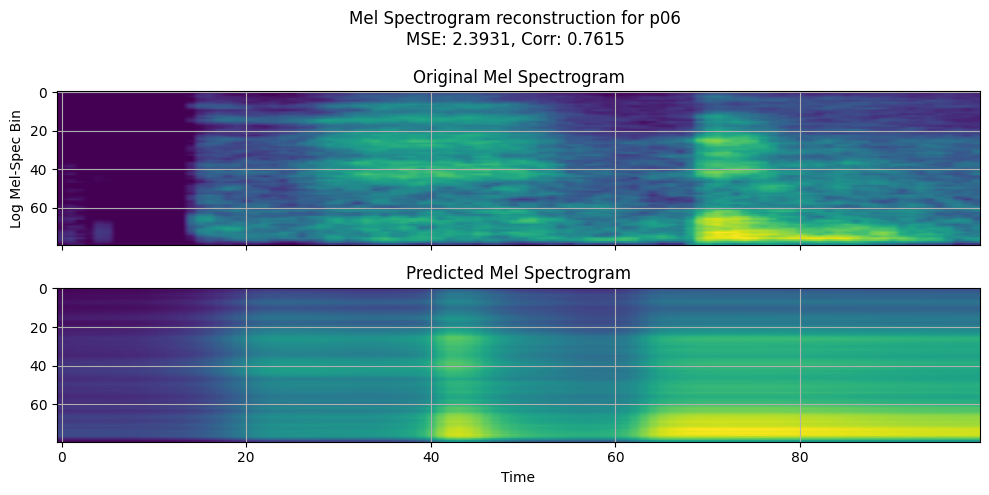 Mel Spectrogram reconstruction for p06
MSE: 2.3931, Corr: 0.7615
Original Mel Spectrogram
0
20
40
60
Log Mel-Spec Bin
Predicted Mel Spectrogram
0
20
40
60
0 20 40 60 80
Time